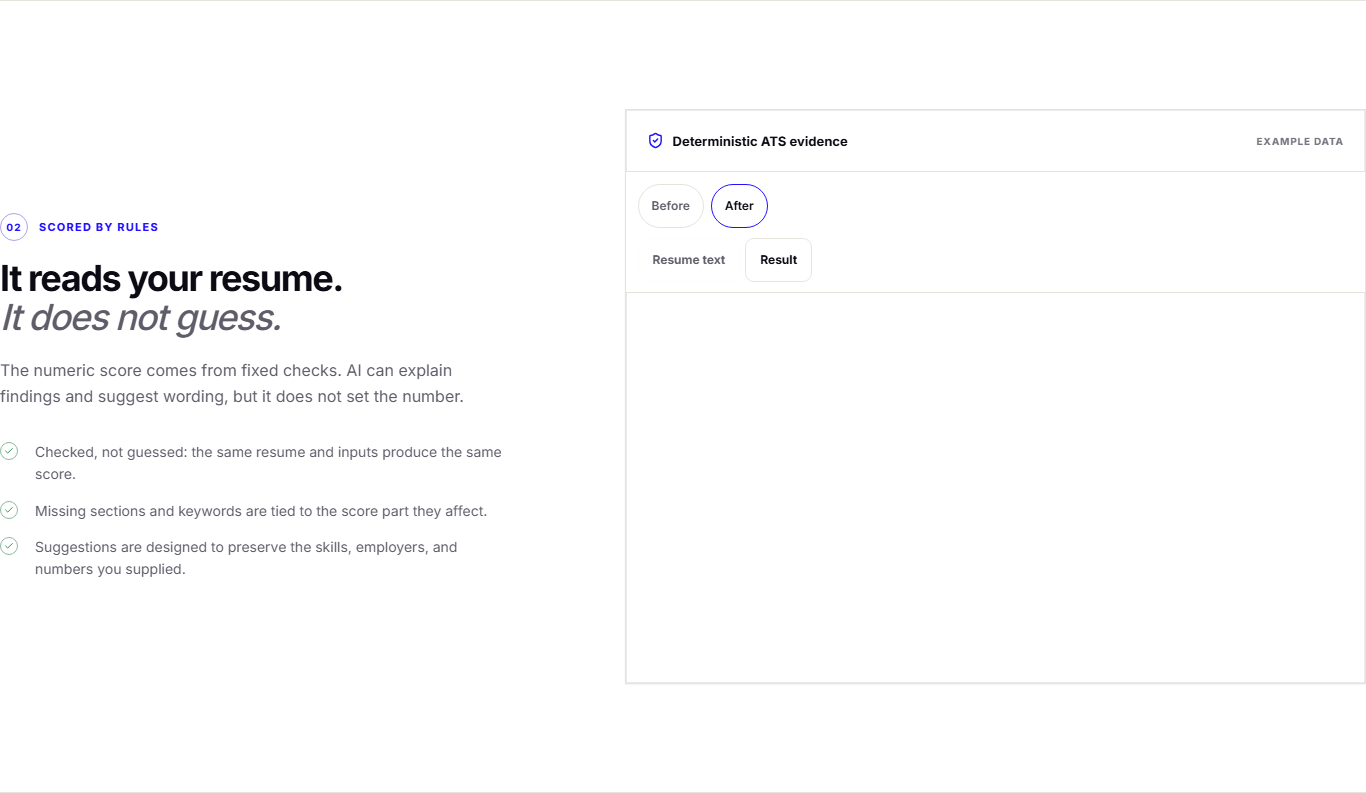 02 SCORED BY RULES
It reads your resume.
It does not guess.
The numeric score comes from fixed checks. AI can explain
findings and suggest wording, but it does not set the number.
Checked, not guessed: the same resume and inputs produce the same
score.
Missing sections and keywords are tied to the score part they affect.
Suggestions are designed to preserve the skills, employers, and
numbers you supplied.
Deterministic ATS evidence
EXAMPLE DATA
Before After
Resume text Result